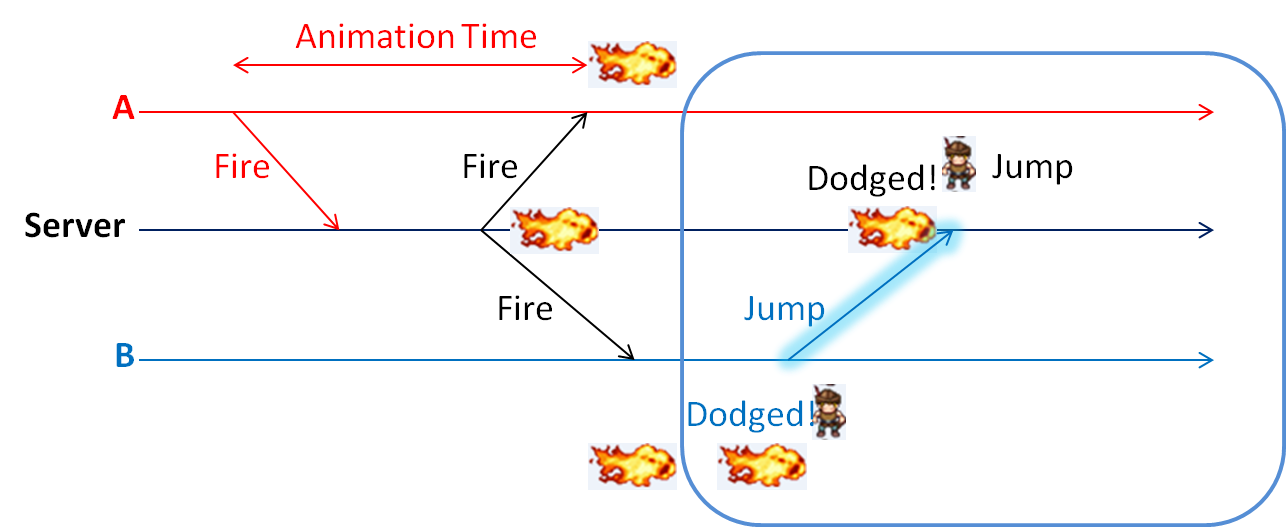 Animation Time
A
Fire
Fire
Dodged!
Jump
Server
Fire
Jump
B
Dodged!